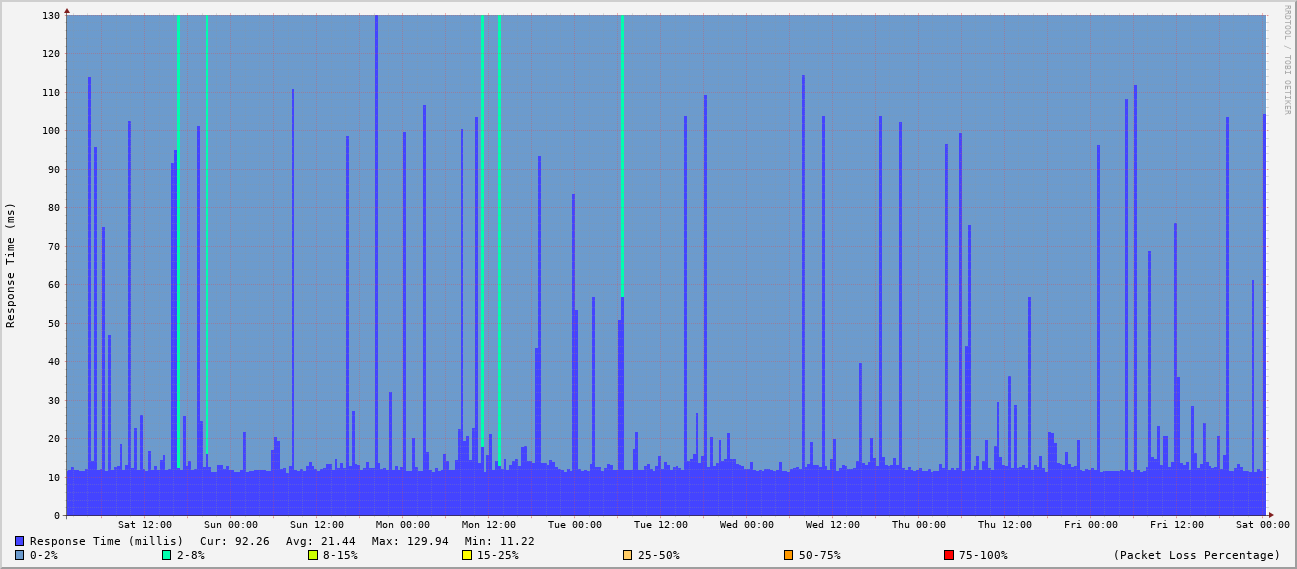 RRDTOOL / TOBI OETIKER
Response Time (ms)
130
120
110
100
90
80
70
60
50
40
30
20
10
0
Sat 12:00 Sun 00:00 Sun 12:00 Mon 00:00 Mon 12:00 Tue 00:00 Tue 12:00 Wed 00:00 Wed 12:00 Thu 00:00 Thu 12:00 Fri 00:00 Fri 12:00 Sat 00:00
Response Time (millis) Cur: 92.26 Avg: 21.44 Max: 129.94 Min: 11.22
0-2% 2-8% 8-15% 15-25% 25-50% 50-75% 75-100% (Packet Loss Percentage)